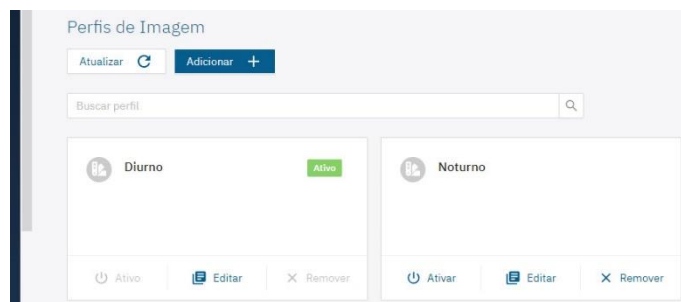 Perfis de Imagem
Atualizar
Adicionar +
Buscar perfil
Diurno
Ativo
Noturno
Ativo
Editar
Remover
Ativar
Editar
Remover